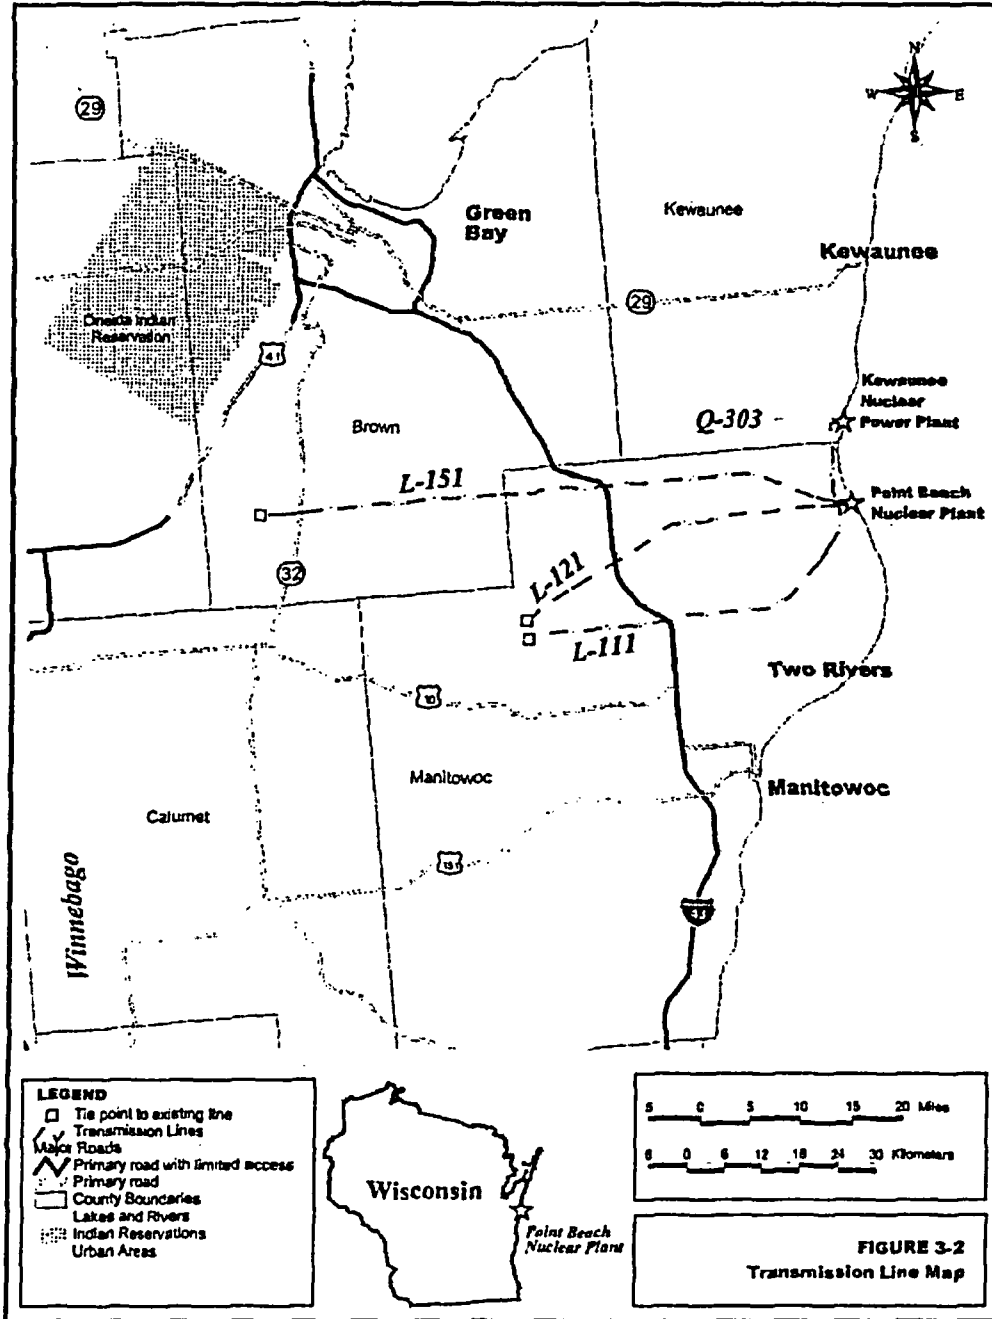 N
W E
S
29
Green
Bay
Kewaunee
Kewaunee
29
Oneida Indian
Reservation
41
Kewaunee
Nuclear
Power Plant
Brown
Q-303
L-151
Point Beach
Nuclear Plant
32
L-121
L-111
Two Rivers
10
Manitowoc
Manitowoc
Calumet
151
Winnebago
43
LEGEND
Tie point to existing line
Transmission Lines
Major Roads
Primary road with limited access
Primary road
County Boundaries
Lakes and Rivers
Indian Reservations
Urban Areas
Wisconsin
Point Beach
Nuclear Plant
5 0 5 10 15 20 Miles
6 0 6 12 18 24 30 Kilometers
FIGURE 3-2
Transmission Line Map